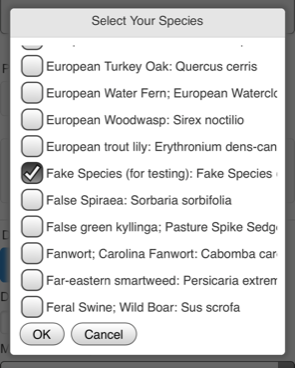 Select Your Species
European Turkey Oak: Quercus cerris
European Water Fern; European Waterclo
European Woodwasp: Sirex noctilio
European trout lily: Erythronium dens-can
Fake Species (for testing): Fake Species
False Spiraea: Sorbaria sorbifolia
False green kyllinga; Pasture Spike Sedg
Fanwort; Carolina Fanwort: Cabomba car
Far-eastern smartweed: Persicaria extrem
Feral Swine; Wild Boar: Sus scrofa
OK
Cancel